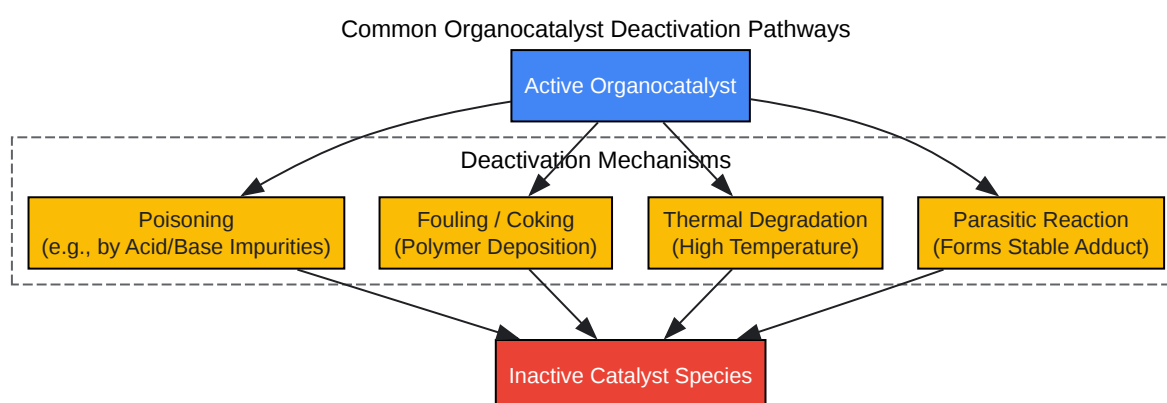 Common Organocatalyst Deactivation Pathways
Active Organocatalyst
Deactivation Mechanisms
Poisoning
(e.g., by Acid/Base Impurities)
Fouling / Coking
(Polymer Deposition)
Thermal Degradation
(High Temperature)
Parasitic Reaction
(Forms Stable Adduct)
Inactive Catalyst Species